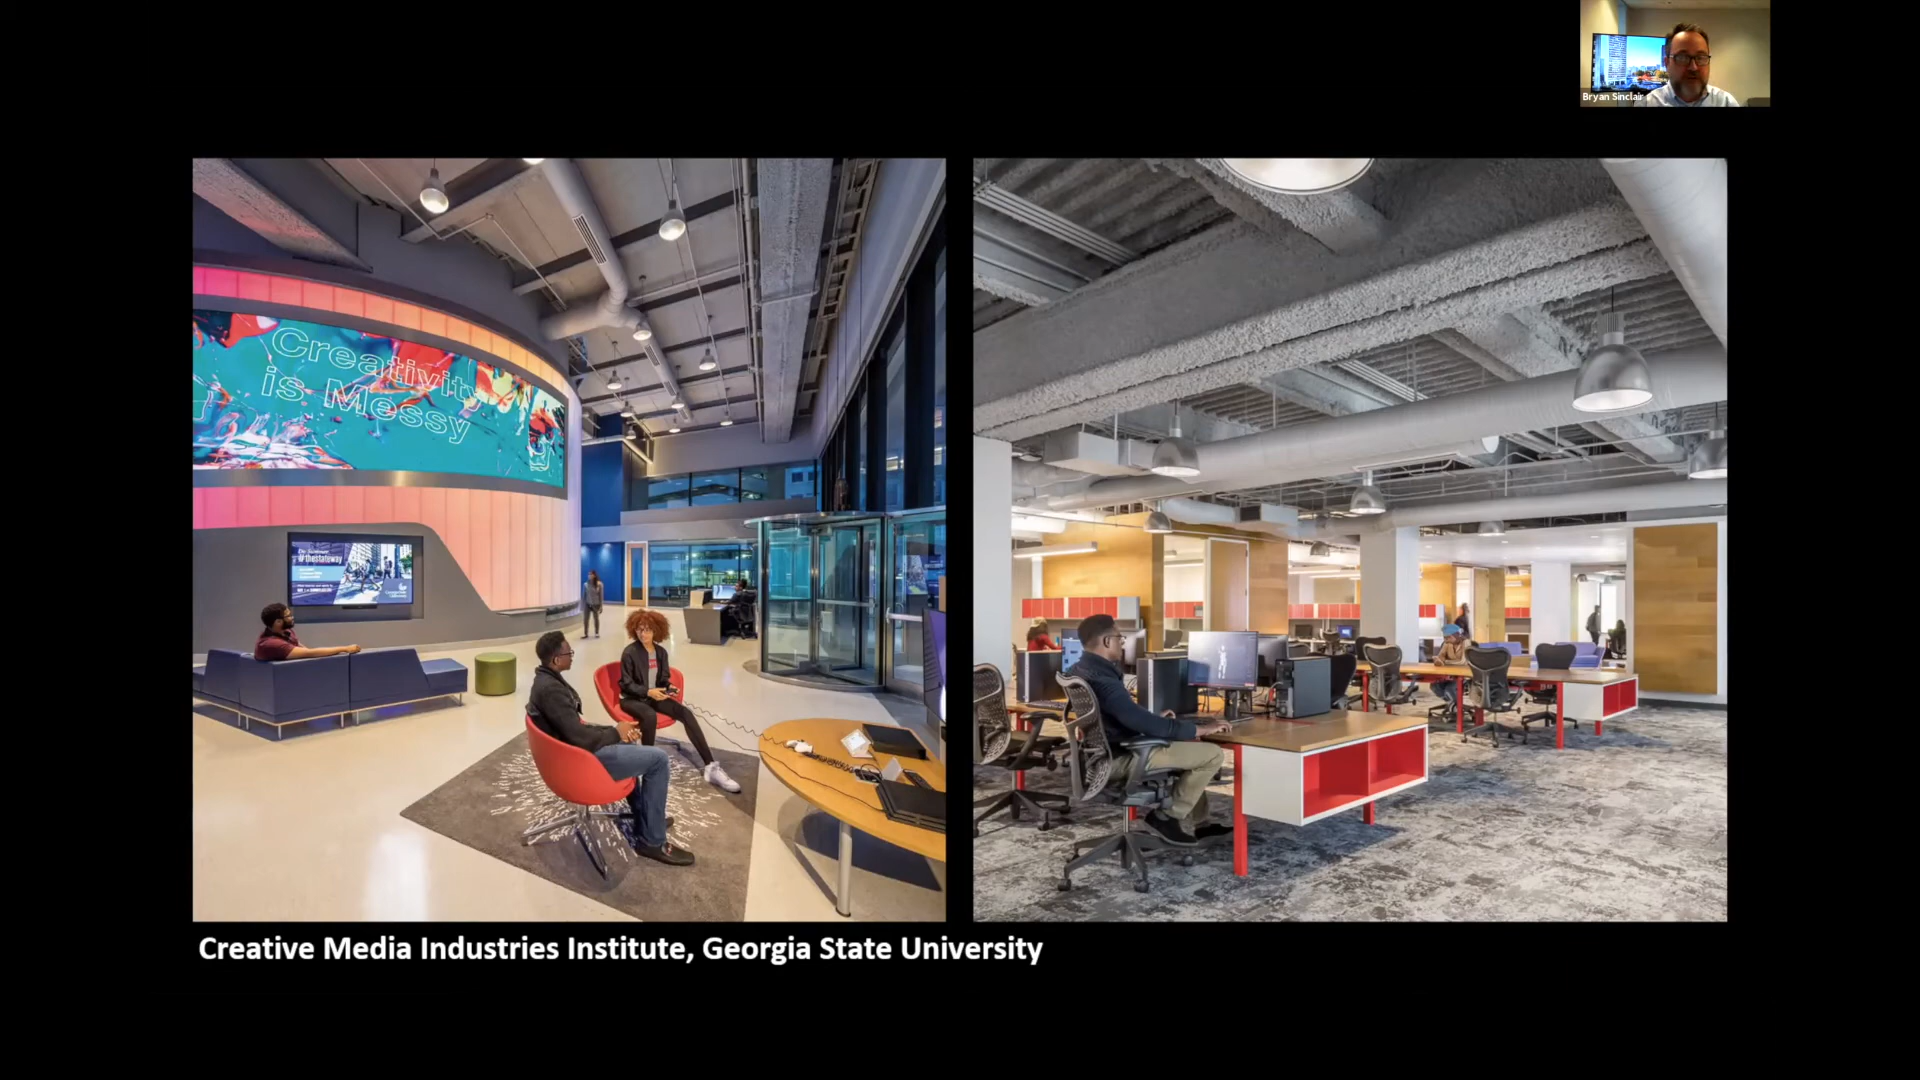 Bryan Sinclair
Creativity
is Messy
#thestateway
Creative Media Industries Institute, Georgia State University